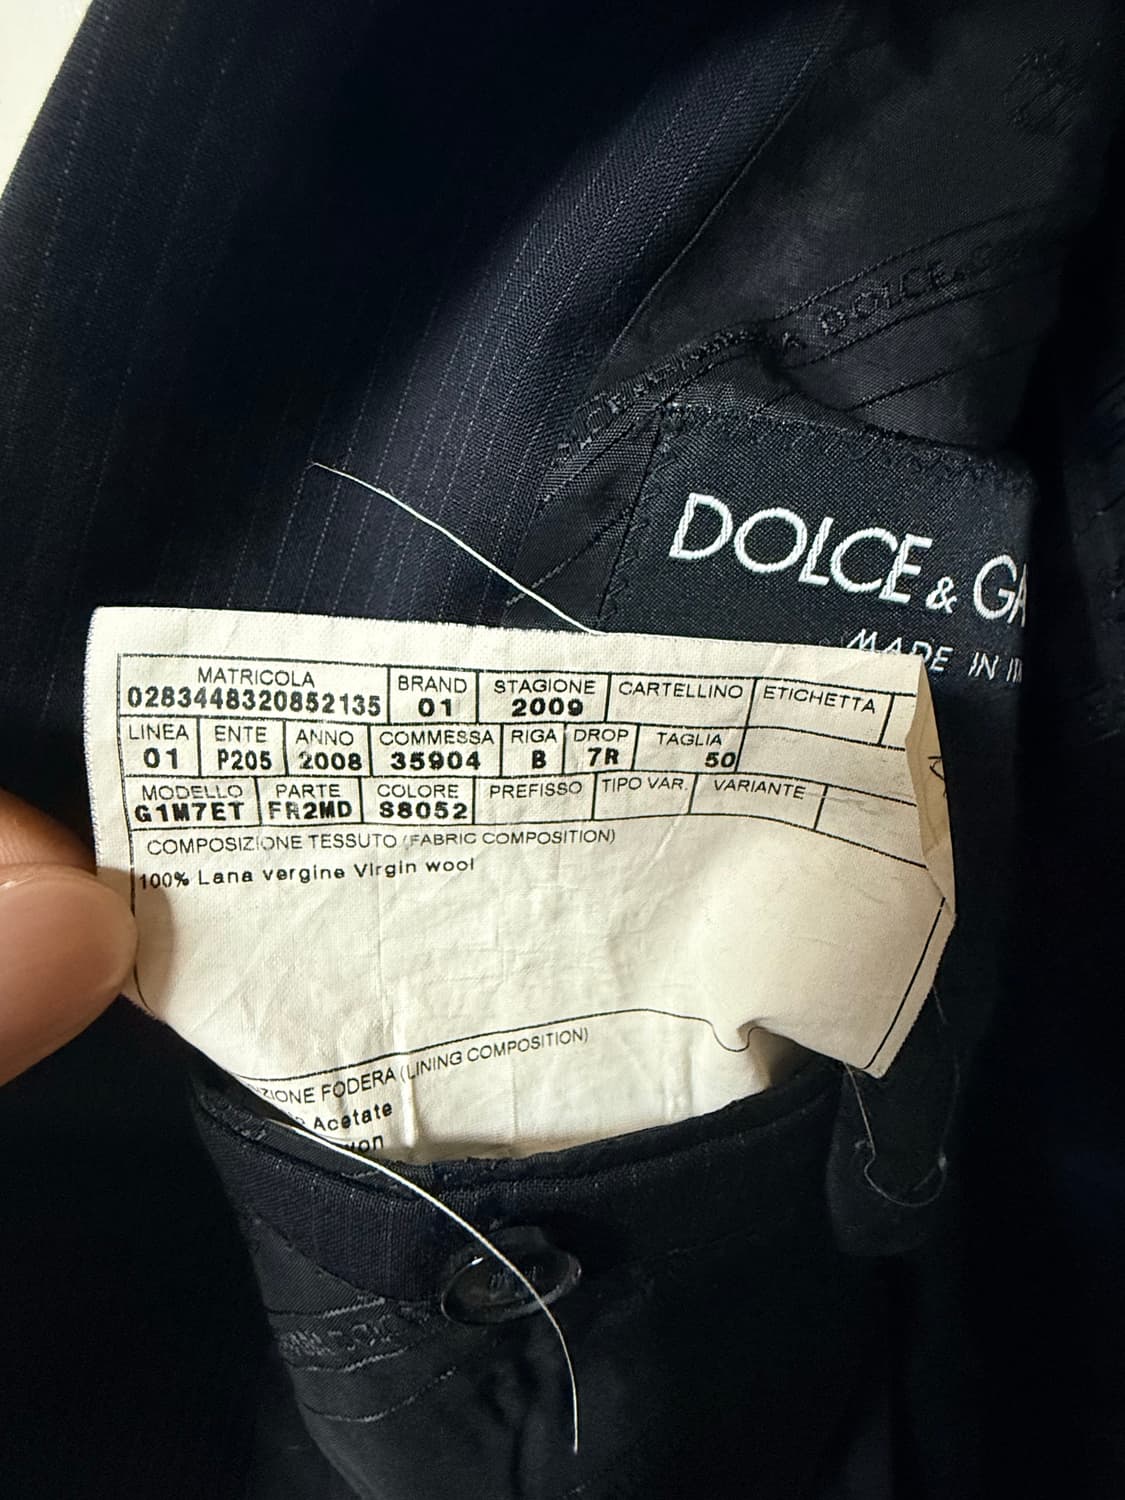 DOLCE &
DOLCE & GA
MADE IN
MATRICOLA BRAND STAGIONE CARTELLINO ETICHETTA
0283448320852135 01 2009
LINEA ENTE ANNO COMMESSA RIGA DROP TAGLIA
01 P205 2008 35904 B 7R 50
MODELLO PARTE COLORE PREFISSO TIPO VAR. VARIANTE
G1M7ET FR2MD S8052
COMPOSIZIONE TESSUTO (FABRIC COMPOSITION)
100% Lana vergine Virgin wool
ZIONE FODERA (LINING COMPOSITION)
Acetate